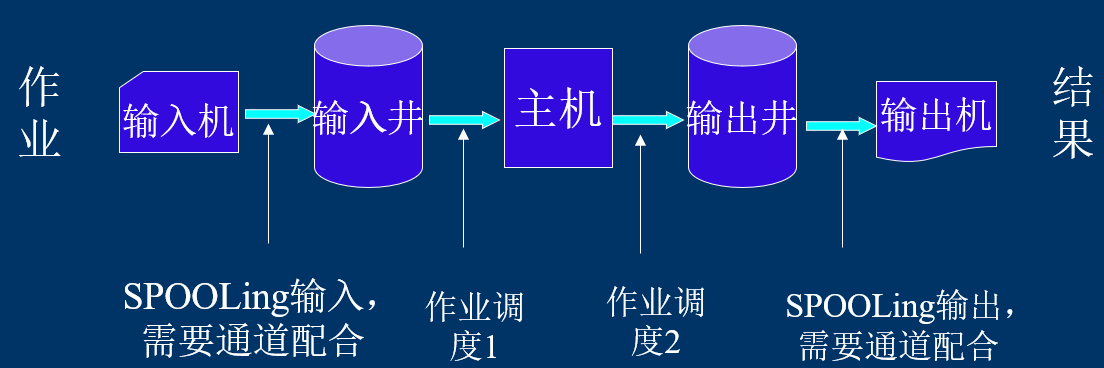 作业
输入机
输入井
主机
输出井
输出机
结果
SPOOLing输入，
需要通道配合
作业调
度1
作业调
度2
SPOOLing输出，
需要通道配合